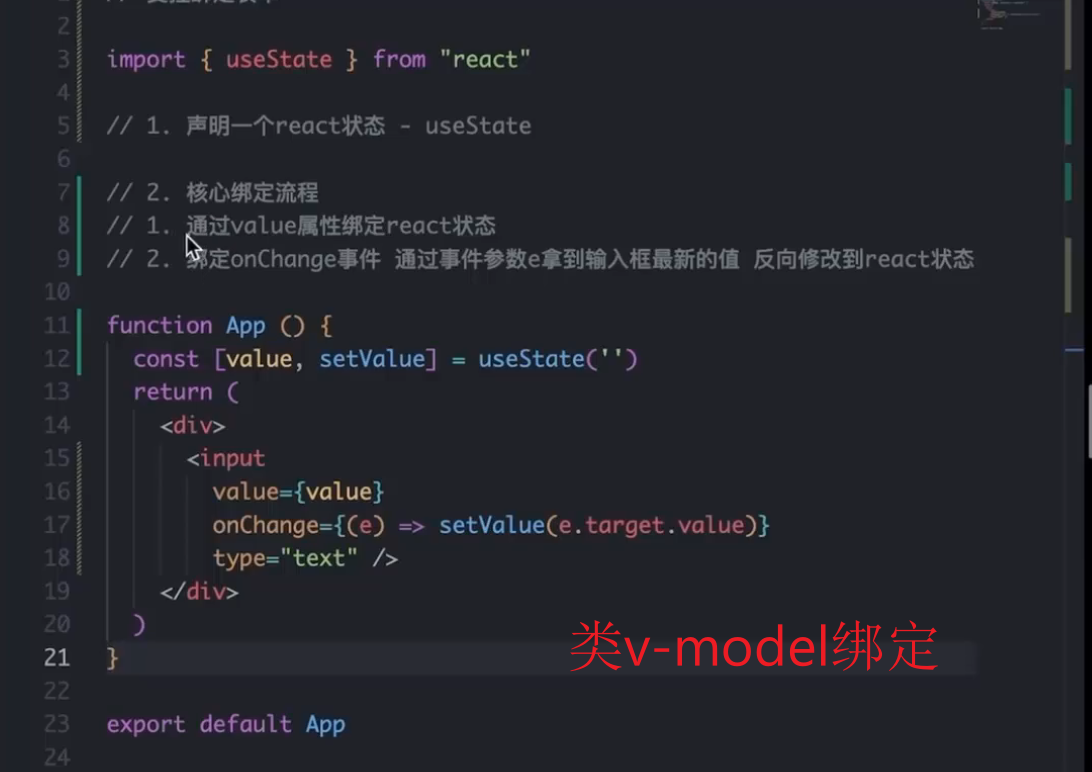 2
3 import { useState } from "react"
4
5 // 1. 声明一个react状态 - useState
6
7 // 2. 核心绑定流程
8 // 1. 通过value属性绑定react状态
9 // 2. 绑定onChange事件 通过事件参数e拿到输入框最新的值 反向修改到react状态
10
11 function App () {
12 const [value, setValue] = useState('')
13 return (
14 <div>
15 <input
16 value={value}
17 onChange={(e) => setValue(e.target.value)}
18 type="text" />
19 </div>
20 )
21 }
类v-model绑定
22
23 export default App
24